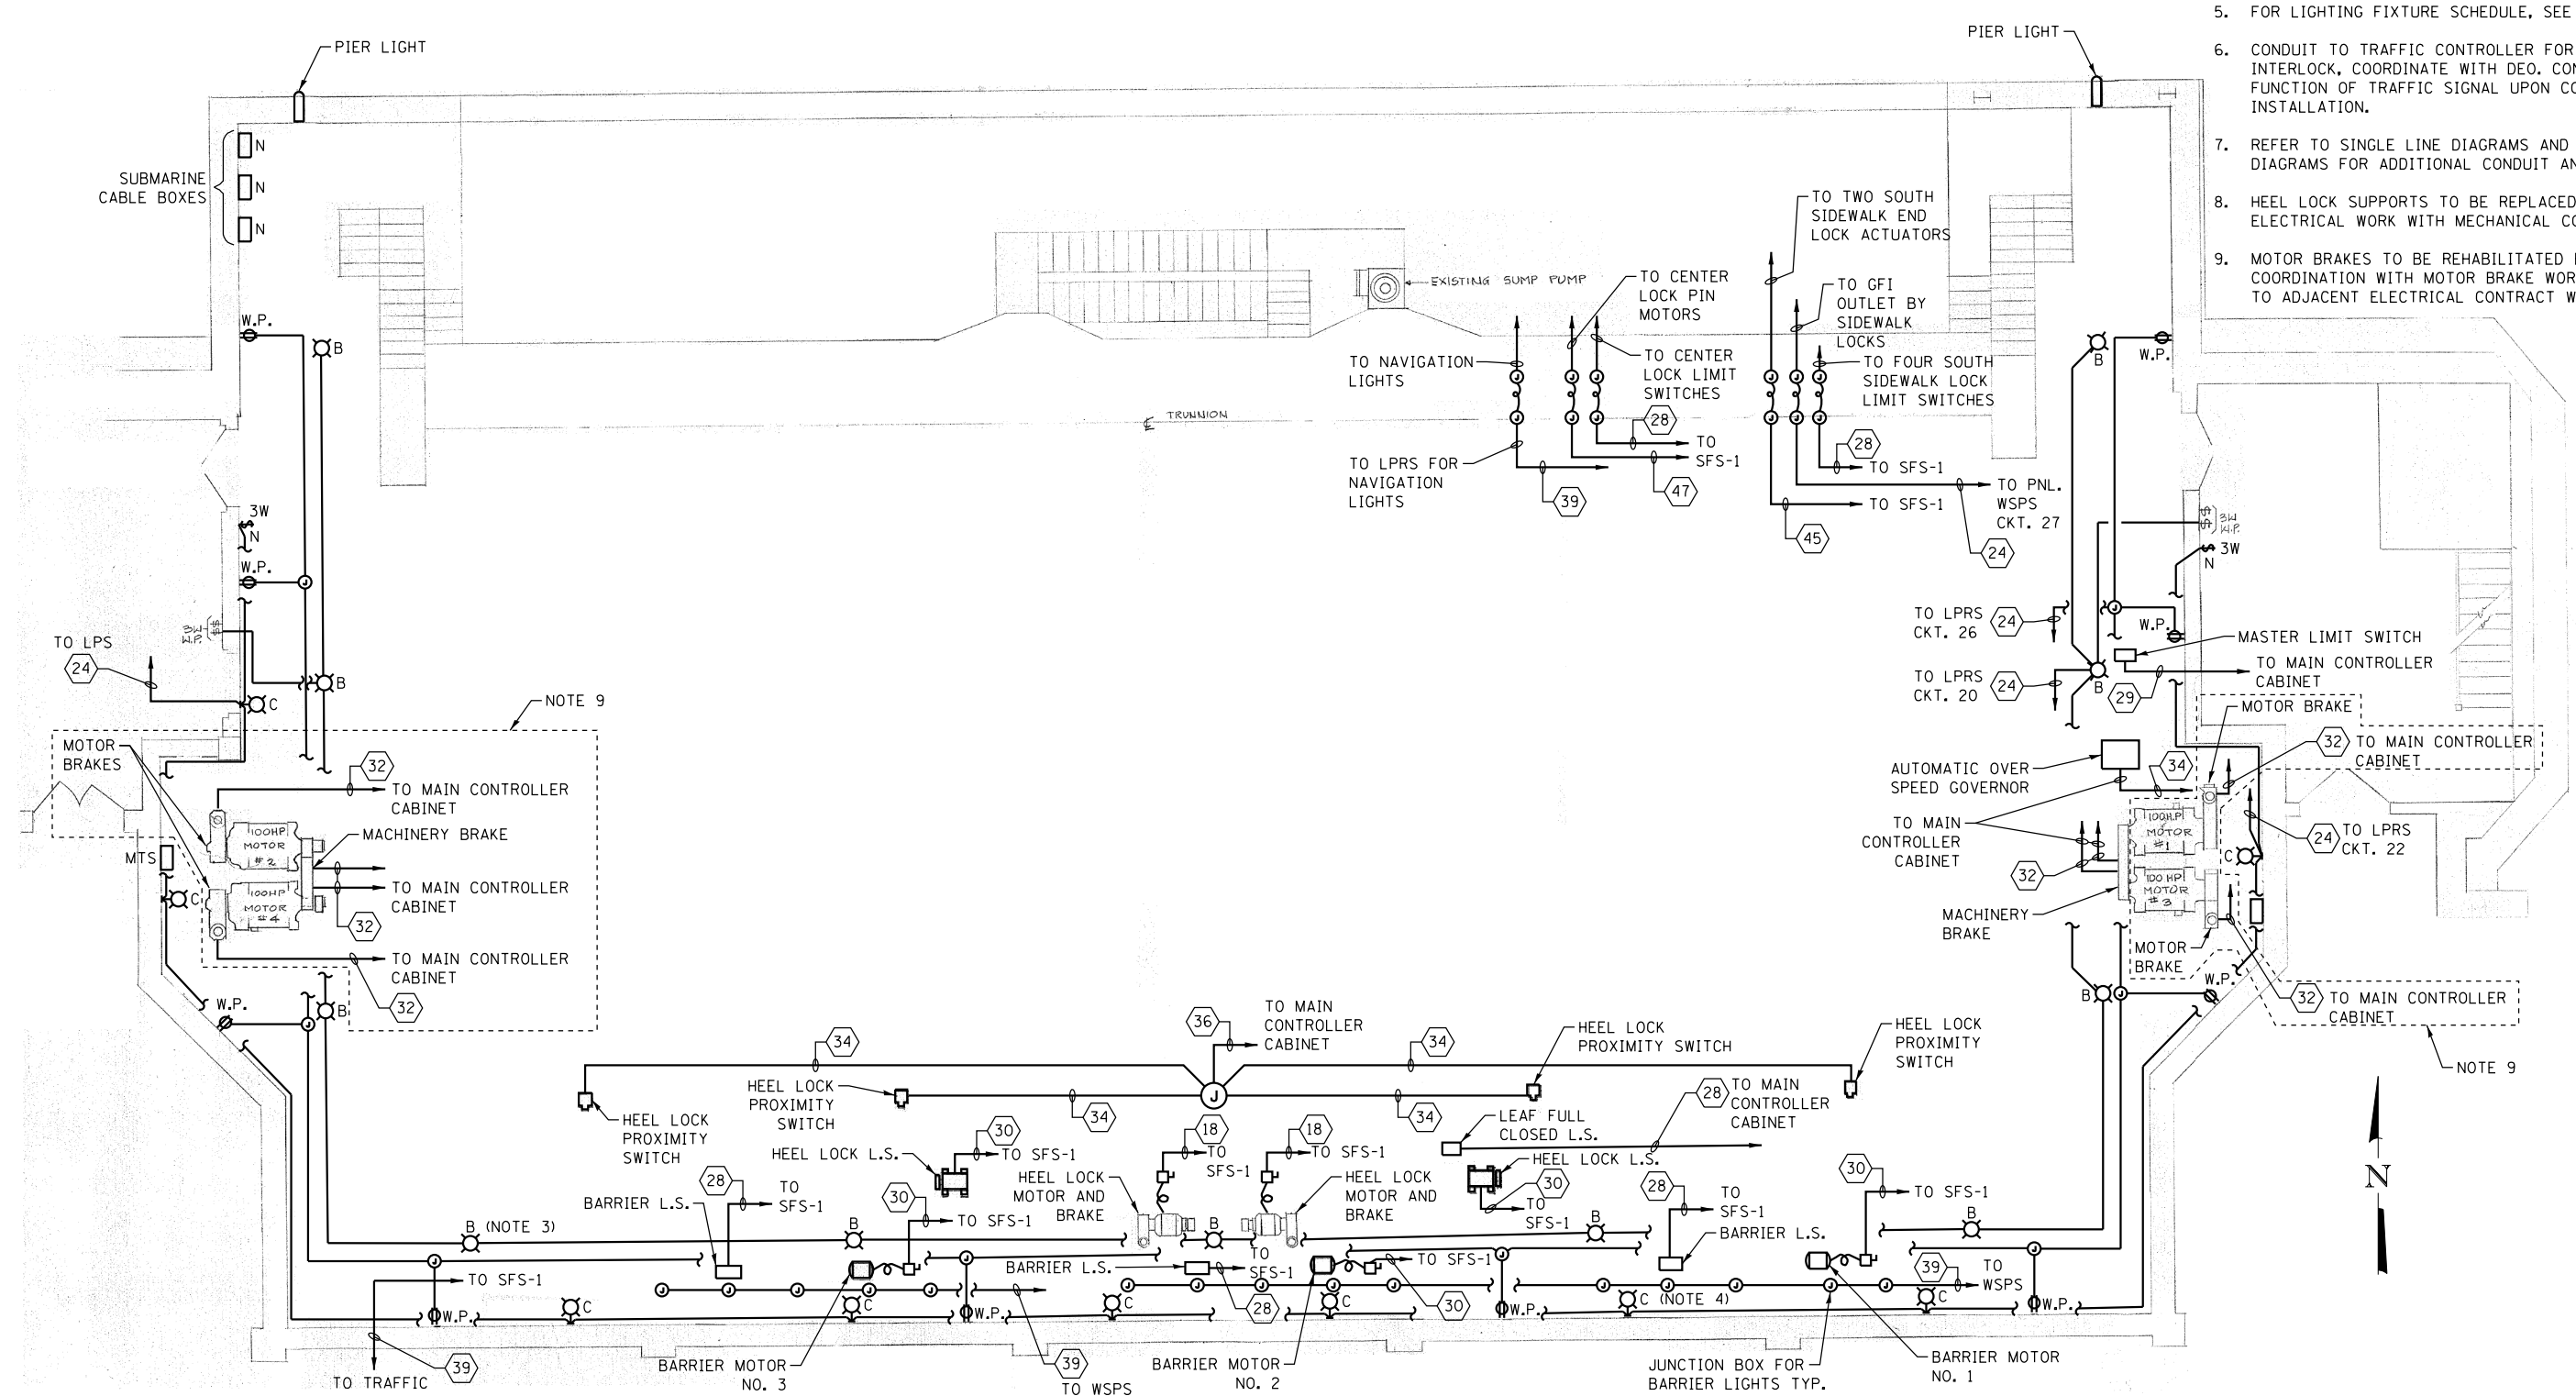 5. FOR LIGHTING FIXTURE SCHEDULE, SEE
6. CONDUIT TO TRAFFIC CONTROLLER FOR
INTERLOCK, COORDINATE WITH DEO. CON
FUNCTION OF TRAFFIC SIGNAL UPON CO
INSTALLATION.
7. REFER TO SINGLE LINE DIAGRAMS AND
DIAGRAMS FOR ADDITIONAL CONDUIT AN
8. HEEL LOCK SUPPORTS TO BE REPLACED
ELECTRICAL WORK WITH MECHANICAL CO
9. MOTOR BRAKES TO BE REHABILITATED
COORDINATION WITH MOTOR BRAKE WOR
TO ADJACENT ELECTRICAL CONTRACT W
PIER LIGHT
PIER LIGHT
N
N
N
SUBMARINE
CABLE BOXES
TO TWO SOUTH
SIDEWALK END
LOCK ACTUATORS
EXISTING SUMP PUMP
TO CENTER
LOCK PIN
MOTORS
TO GFI
OUTLET BY
SIDEWALK
LOCKS
TO NAVIGATION
LIGHTS
TO CENTER
LOCK LIMIT
SWITCHES
TO FOUR SOUTH
SIDEWALK LOCK
LIMIT SWITCHES
J J J J J J
J J J J J J
W.P.
B
B
W.P.
TRUNNION
28
TO
SFS-1
28
TO SFS-1
TO LPRS FOR
NAVIGATION
LIGHTS
39
47
TO PNL.
WSPS
CKT. 27
TO SFS-1
45
24
3W
N
W.P.
J
3W
W.P.
3W
W.P.
3W
N
TO LPS
24
B
C
TO LPRS
CKT. 26
24
J
W.P.
MASTER LIMIT SWITCH
TO MAIN CONTROLLER
CABINET
TO LPRS
CKT. 20
24
B
29
NOTE 9
MOTOR BRAKE
32
TO MAIN CONTROLLER
CABINET
MOTOR
BRAKES
32
TO MAIN CONTROLLER
CABINET
100HP
MOTOR
#2
MACHINERY BRAKE
MTS
C
100HP
MOTOR
#4
TO MAIN CONTROLLER
CABINET
32
TO MAIN CONTROLLER
CABINET
32
AUTOMATIC OVER
SPEED GOVERNOR
34
TO MAIN
CONTROLLER
CABINET
100HP
MOTOR
#1
24
TO LPRS
CKT. 22
C
32
100 HP
MOTOR
#3
MACHINERY
BRAKE
MOTOR
BRAKE
B
J
W.P.
32
TO MAIN CONTROLLER
CABINET
NOTE 9
W.P.
J
B
36
TO MAIN
CONTROLLER
CABINET
34
34
HEEL LOCK
PROXIMITY SWITCH
HEEL LOCK
PROXIMITY
SWITCH
HEEL LOCK
PROXIMITY
SWITCH
HEEL LOCK
PROXIMITY
SWITCH
J
34
34
28
TO MAIN
CONTROLLER
CABINET
LEAF FULL
CLOSED L.S.
HEEL LOCK L.S.
30
TO SFS-1
18
TO
SFS-1
18
TO SFS-1
HEEL LOCK L.S.
30
TO
SFS-1
HEEL LOCK
MOTOR AND
BRAKE
HEEL LOCK
MOTOR AND
BRAKE
28
TO
SFS-1
BARRIER L.S.
30
TO SFS-1
28
TO
SFS-1
BARRIER L.S.
30
TO SFS-1
N
B (NOTE 3)
B
B
B
B
J
J
J
J
TO SFS-1
BARRIER L.S.
TO
SFS-1
TO SFS-1
28
30
39
TO
WSPS
J J J J J
J J J J J
J J J J J
W.P.
C
C
W.P.
C
C
W.P.
C (NOTE 4)
C
W.P.
39
TO TRAFFIC
BARRIER MOTOR
NO. 3
39
TO WSPS
BARRIER MOTOR
NO. 2
JUNCTION BOX FOR
BARRIER LIGHTS TYP.
BARRIER MOTOR
NO. 1